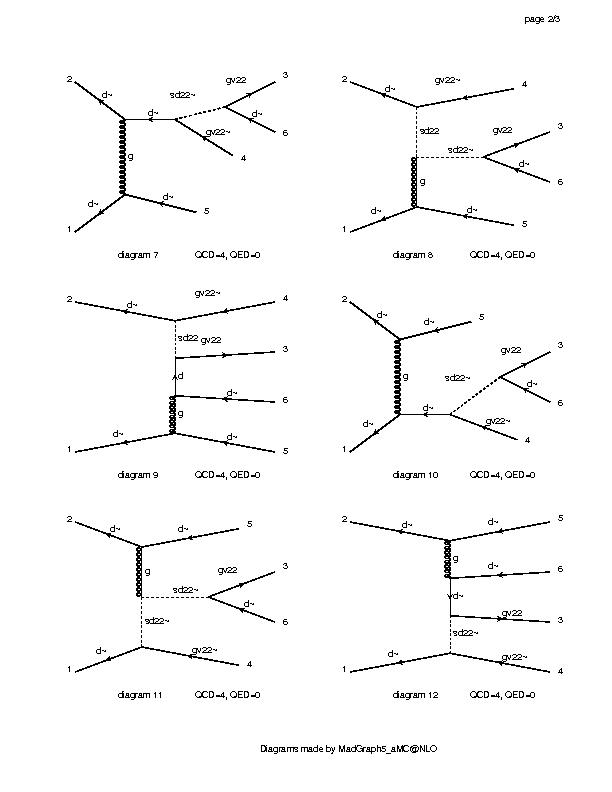 page 2/3
2
d~
sd22~
gv22
3
d~
d~
6
gv22~
4
g
d~
d~
5
1
diagram 7 QCD=4, QED=0
2
d~
gv22~
4
sd22
gv22
3
sd22~
d~
6
g
d~
d~
5
1
diagram 8 QCD=4, QED=0
2
d~
gv22~
4
sd22
gv22
3
d
d~
6
g
d~
d~
1
5
diagram 9 QCD=4, QED=0
2
d~
d~
5
gv22
3
g
sd22~
d~
6
d~
gv22~
4
d~
1
diagram 10 QCD=4, QED=0
2
d~
d~
5
g
gv22
3
sd22~
d~
6
sd22~
d~
gv22~
4
1
diagram 11 QCD=4, QED=0
2
d~
d~
5
g
d~
6
d~
gv22
3
sd22~
d~
gv22~
1
4
diagram 12 QCD=4, QED=0
Diagrams made by MadGraph5_aMC@NLO